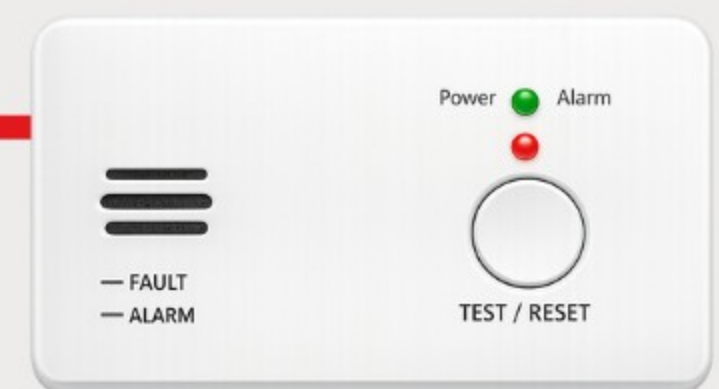 Power Alarm
— FAULT
— ALARM
TEST / RESET